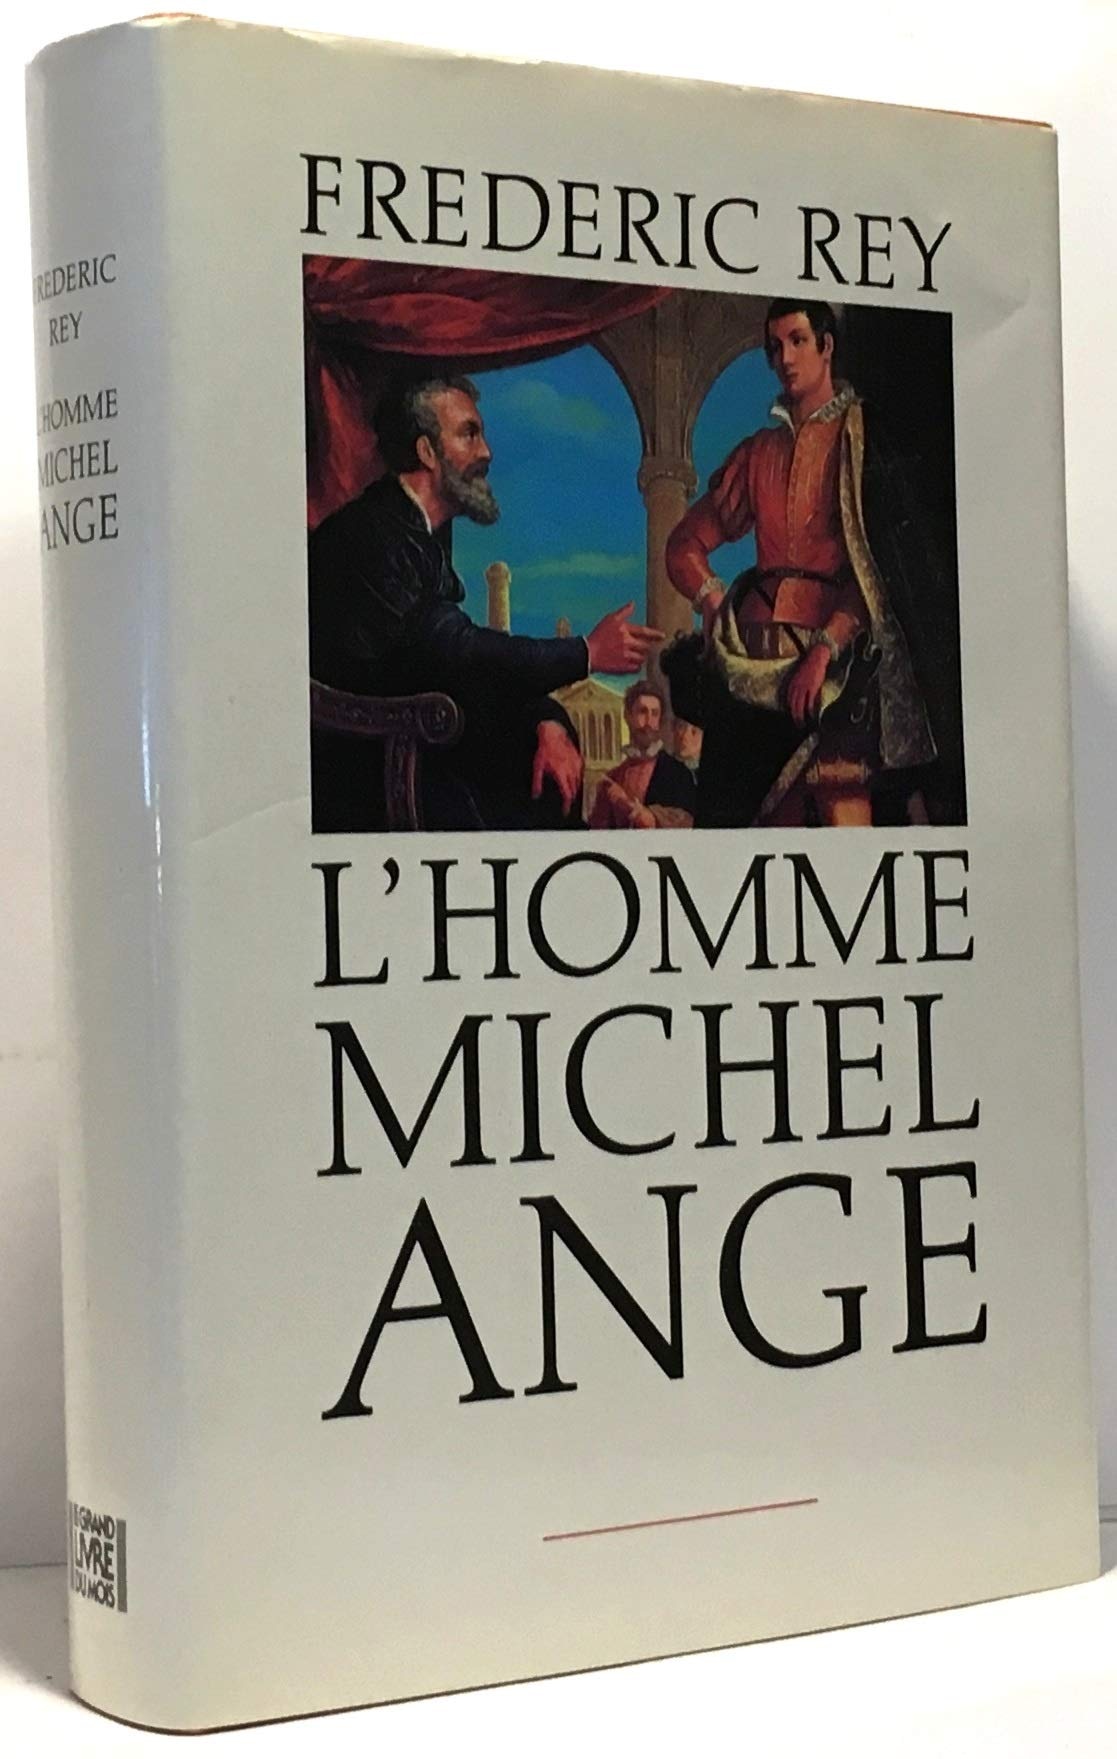 FREDERIC REY
L'HOMME
MICHEL
ANGE
FREDERIC
REY
L'HOMME
MICHEL
ANGE
LE GRAND
LIVRE
DU MOIS